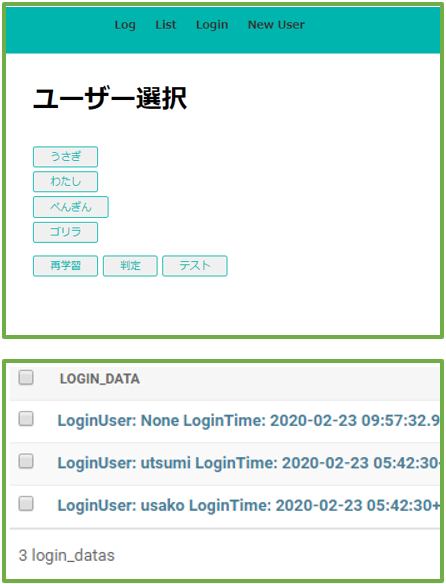 Log List Login New User
ユーザー選択
うさぎ
わたし
ぺんぎん
ゴリラ
再学習 判定 テスト
LOGIN_DATA
LoginUser: None LoginTime: 2020-02-23 09:57:32.9
LoginUser: utsumi LoginTime: 2020-02-23 05:42:30
LoginUser: usako LoginTime: 2020-02-23 05:42:30+
3 login_datas